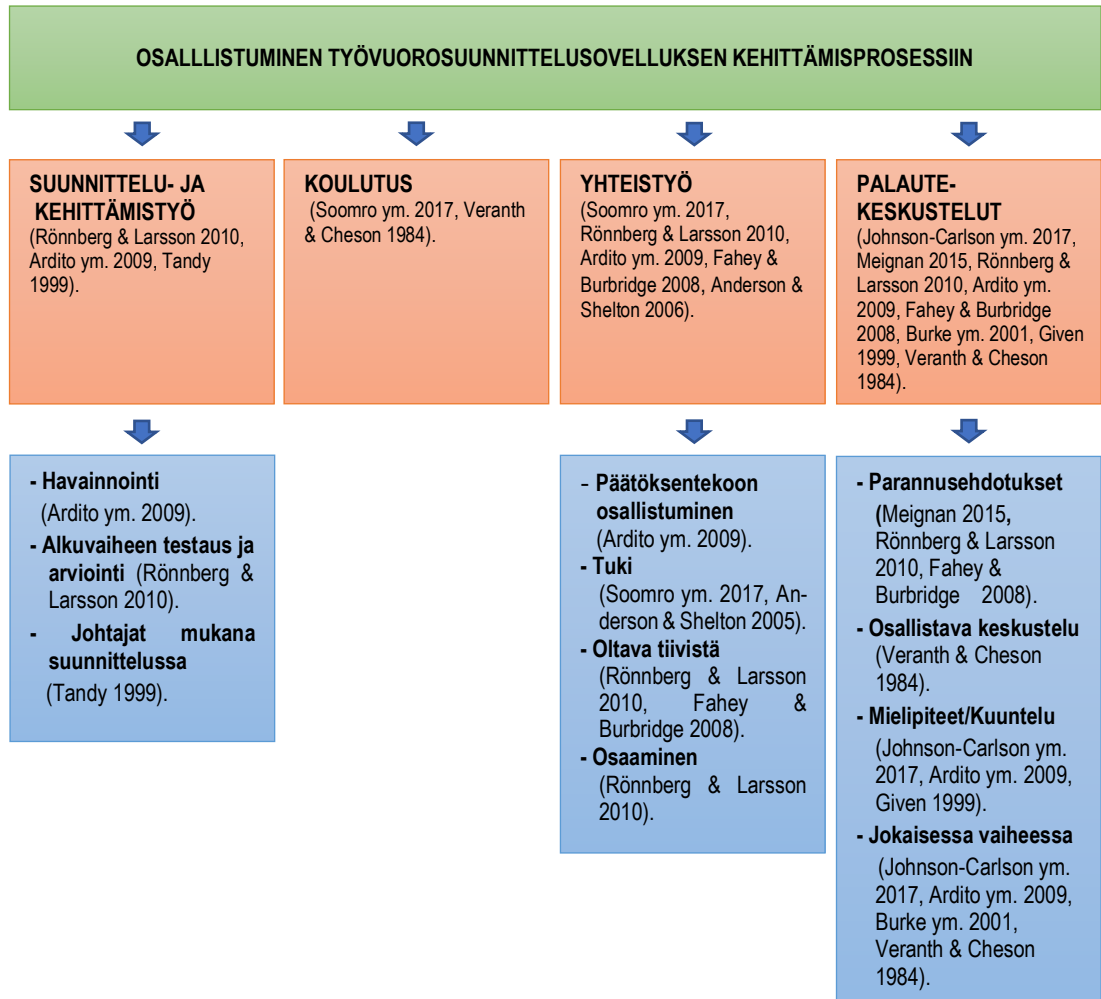 OSALLLISTUMINEN TYÖVUOROSUUNNITTELUSOVELLUKSEN KEHITTÄMISPROSESSIIN
SUUNNITTELU- JA
KEHITTÄMISTYÖ
(Rönnberg & Larsson 2010,
Ardito ym. 2009, Tandy
1999).
KOULUTUS
(Soomro ym. 2017, Veranth
& Cheson 1984).
YHTEISTYÖ
(Soomro ym. 2017,
Rönnberg & Larsson 2010,
Ardito ym. 2009, Fahey &
Burbridge 2008, Anderson &
Shelton 2006).
PALAUTE-
KESKUSTELUT
(Johnson-Carlson ym. 2017,
Meignan 2015, Rönnberg &
Larsson 2010, Ardito ym.
2009, Fahey & Burbridge
2008, Burke ym. 2001, Given
1999, Veranth & Cheson
1984).
- Havainnointi
(Ardito ym. 2009).
- Alkuvaiheen testaus ja
arviointi (Rönnberg &
Larsson 2010).
- Johtajat mukana
suunnittelussa
(Tandy 1999).
- Päätöksentekoon
osallistuminen
(Ardito ym. 2009).
- Tuki
(Soomro ym. 2017, An-
derson & Shelton 2005).
- Oltava tiivistä
(Rönnberg & Larsson
2010, Fahey &
Burbridge 2008).
- Osaaminen
(Rönnberg & Larsson
2010).
- Parannusehdotukset
(Meignan 2015,
Rönnberg & Larsson
2010, Fahey &
Burbridge 2008).
- Osallistava keskustelu
(Veranth & Cheson
1984).
- Mielipiteet/Kuuntelu
(Johnson-Carlson ym.
2017, Ardito ym. 2009,
Given 1999).
- Jokaisessa vaiheessa
(Johnson-Carlson ym.
2017, Ardito ym. 2009,
Burke ym. 2001,
Veranth & Cheson
1984).